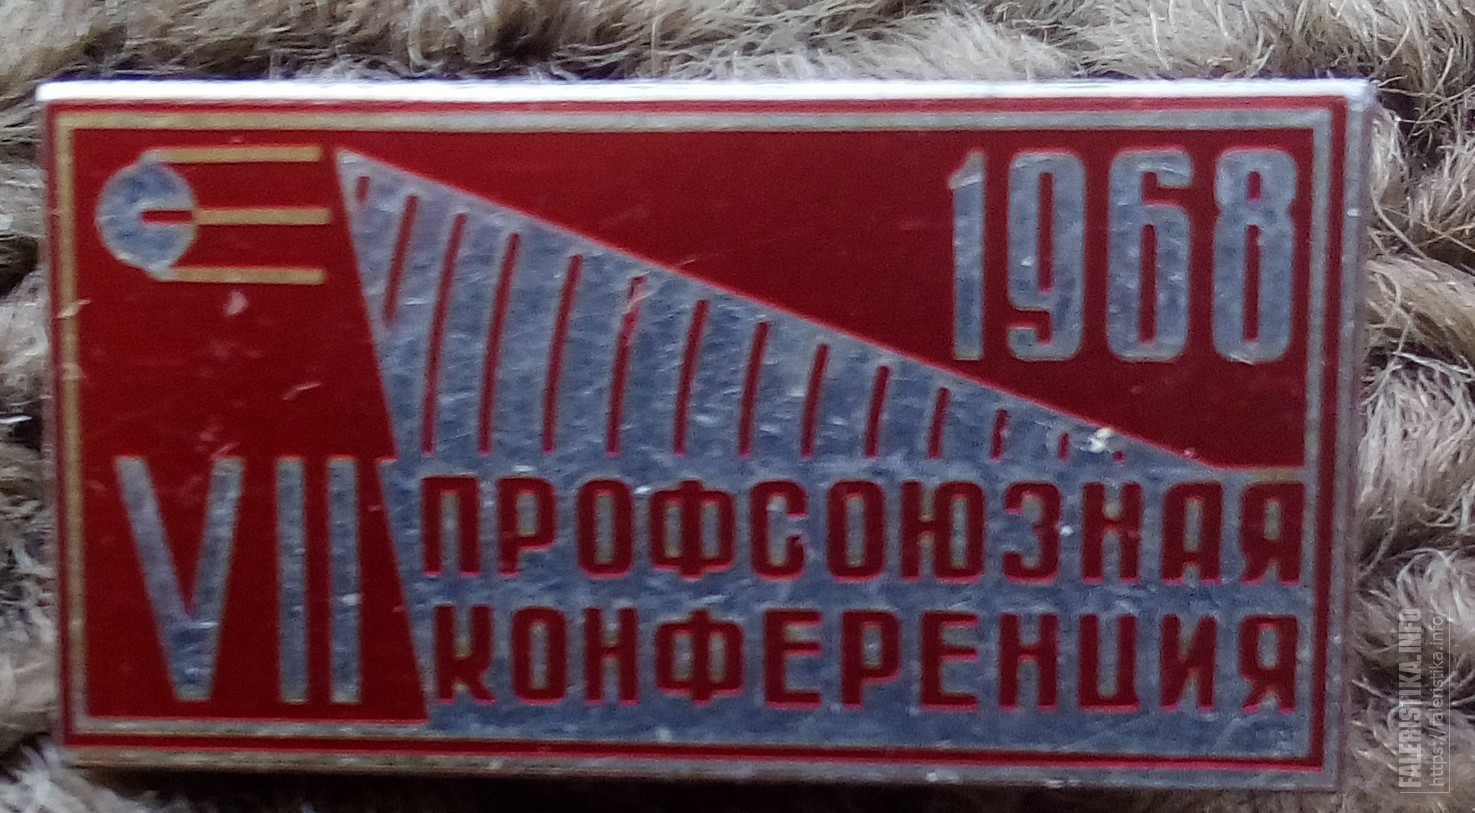 1968
VII ПРОФСОЮЗНАЯ
КОНФЕРЕНЦИЯ
FALERISTIKA.INFO
https://faleristika.info/